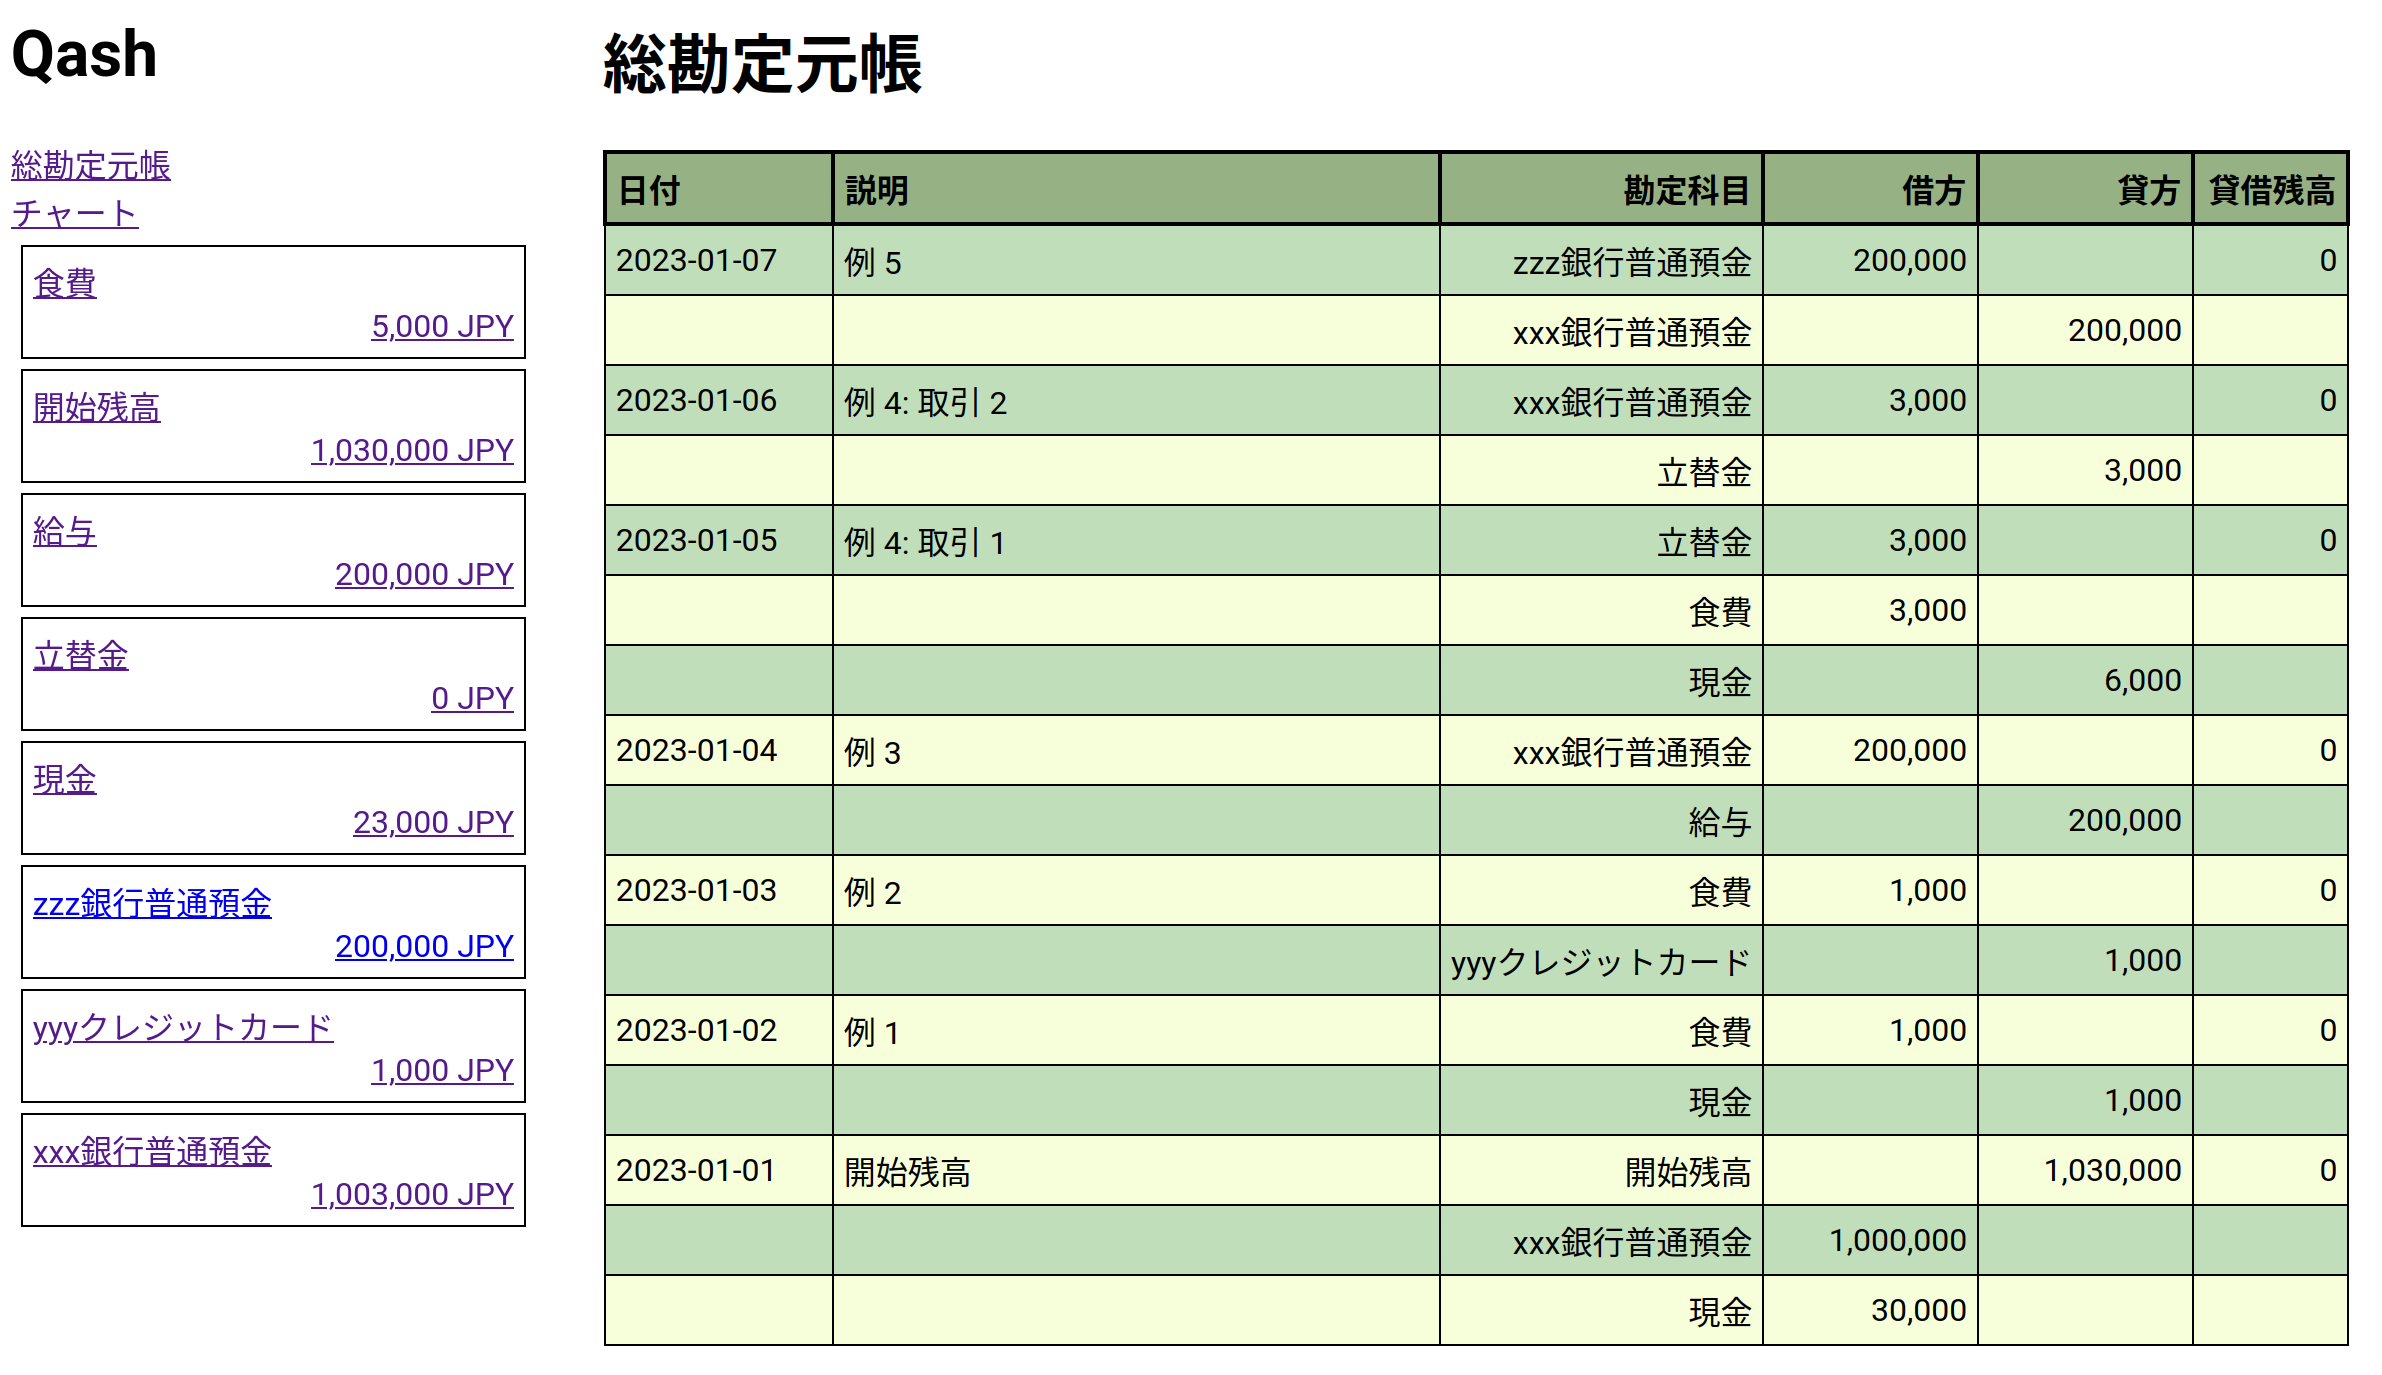 Qash
総勘定元帳
チャート
食費
5,000 JPY
開始残高
1,030,000 JPY
給与
200,000 JPY
立替金
0 JPY
現金
23,000 JPY
zzz銀行普通預金
200,000 JPY
yyyクレジットカード
1,000 JPY
xxx銀行普通預金
1,003,000 JPY
総勘定元帳
日付 説明 勘定科目 借方 貸方 貸借残高
2023-01-07 例 5 zzz銀行普通預金 200,000 0
xxx銀行普通預金 200,000
2023-01-06 例 4: 取引 2 xxx銀行普通預金 3,000 0
立替金 3,000
2023-01-05 例 4: 取引 1 立替金 3,000 0
食費 3,000
現金 6,000
2023-01-04 例 3 xxx銀行普通預金 200,000 0
給与 200,000
2023-01-03 例 2 食費 1,000 0
yyyクレジットカード 1,000
2023-01-02 例 1 食費 1,000 0
現金 1,000
2023-01-01 開始残高 開始残高 1,030,000 0
xxx銀行普通預金 1,000,000
現金 30,000